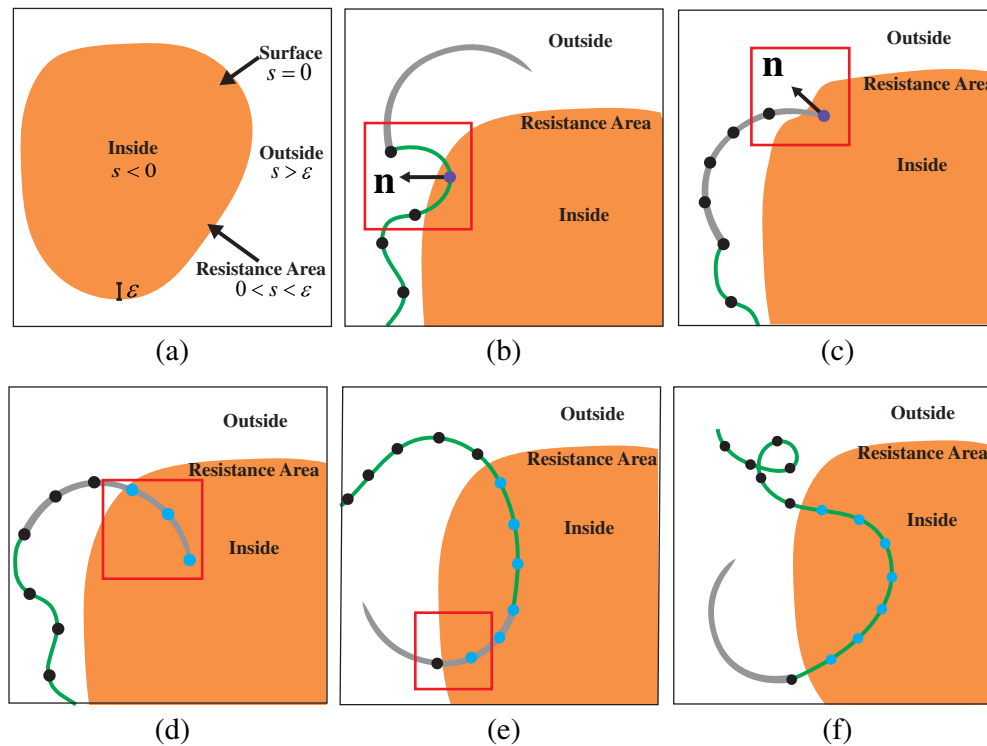 Surface
s = 0
Inside
s < 0
Outside
s > ε
Resistance Area
0 < s < ε
ε
(a)
Outside
Resistance Area
n
Inside
(b)
Outside
n
Resistance Area
Inside
(c)
Outside
Resistance Area
Inside
(d)
Outside
Resistance Area
Inside
(e)
Outside
Resistance Area
Inside
(f)